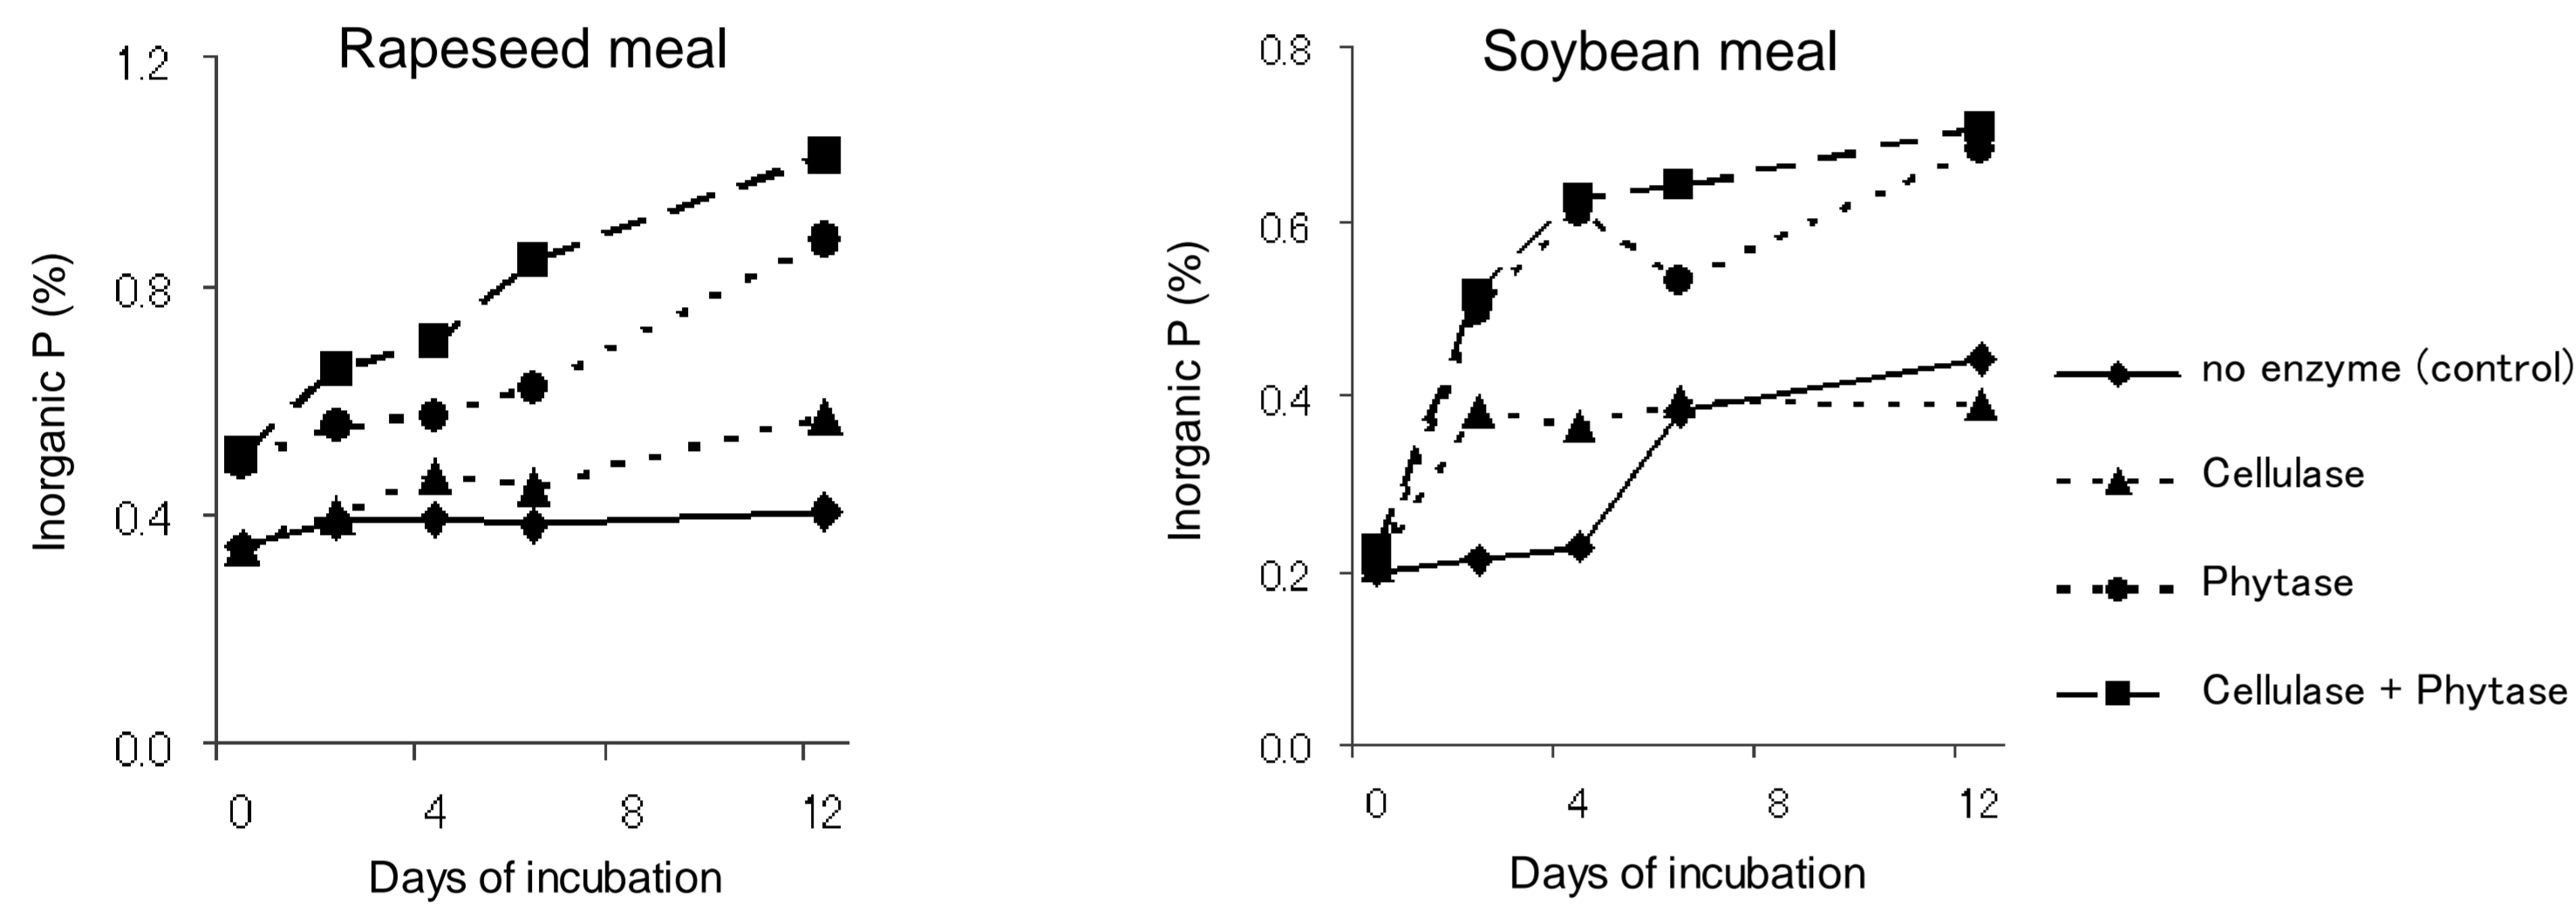 Rapeseed meal
1.2
0.8
0.4
0.0
Inorganic P (%)
0 4 8 12
Days of incubation
Soybean meal
0.8
0.6
0.4
0.2
0.0
Inorganic P (%)
0 4 8 12
Days of incubation
no enzyme (control)
Cellulase
Phytase
Cellulase + Phytase